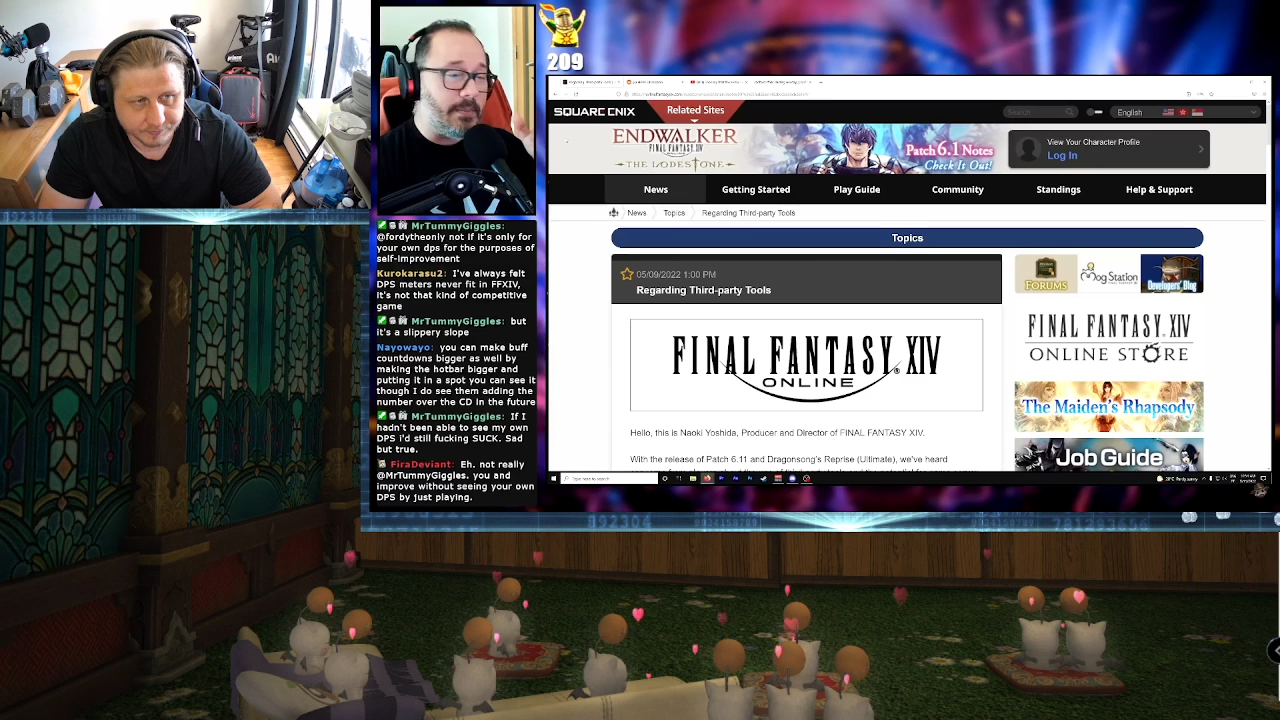 209
SQUARE ENIX
Related Sites
Search
English
ENDWALKER
FINAL FANTASY XIV
THE LODESTONE
Patch 6.1 Notes
Check It Out!
View Your Character Profile
Log In
News
Getting Started
Play Guide
Community
Standings
Help & Support
News
Topics
Regarding Third-party Tools
Topics
05/09/2022 1:00 PM
Regarding Third-party Tools
FINAL FANTASY XIV
ONLINE
Hello, this is Naoki Yoshida, Producer and Director of FINAL FANTASY XIV.
With the release of Patch 6.11 and Dragonsong's Reprise (Ultimate), we've heard
FORUMS
Mog Station
Developers' Blog
FINAL FANTASY XIV
ONLINE STORE
The Maiden's Rhapsody
Job Guide
Type here to search
MrTummyGiggles:
@fordytheonly not if it's only for
your own dps for the purposes of
self-improvement
Kurokarasu2: I've always felt
DPS meters never fit in FFXIV,
it's not that kind of competitive
game
MrTummyGiggles: but
it's a slippery slope
Nayowayo: you can make buff
countdowns bigger as well by
making the hotbar bigger and
putting it in a spot you can see it
though I do see them adding the
number over the CD in the future
MrTummyGiggles: If I
hadn't been able to see my own
DPS i'd still fucking SUCK. Sad
but true.
FiraDeviant: Eh. not really
@MrTummyGiggles. you and
improve without seeing your own
DPS by just playing.
892304
892304
781293656